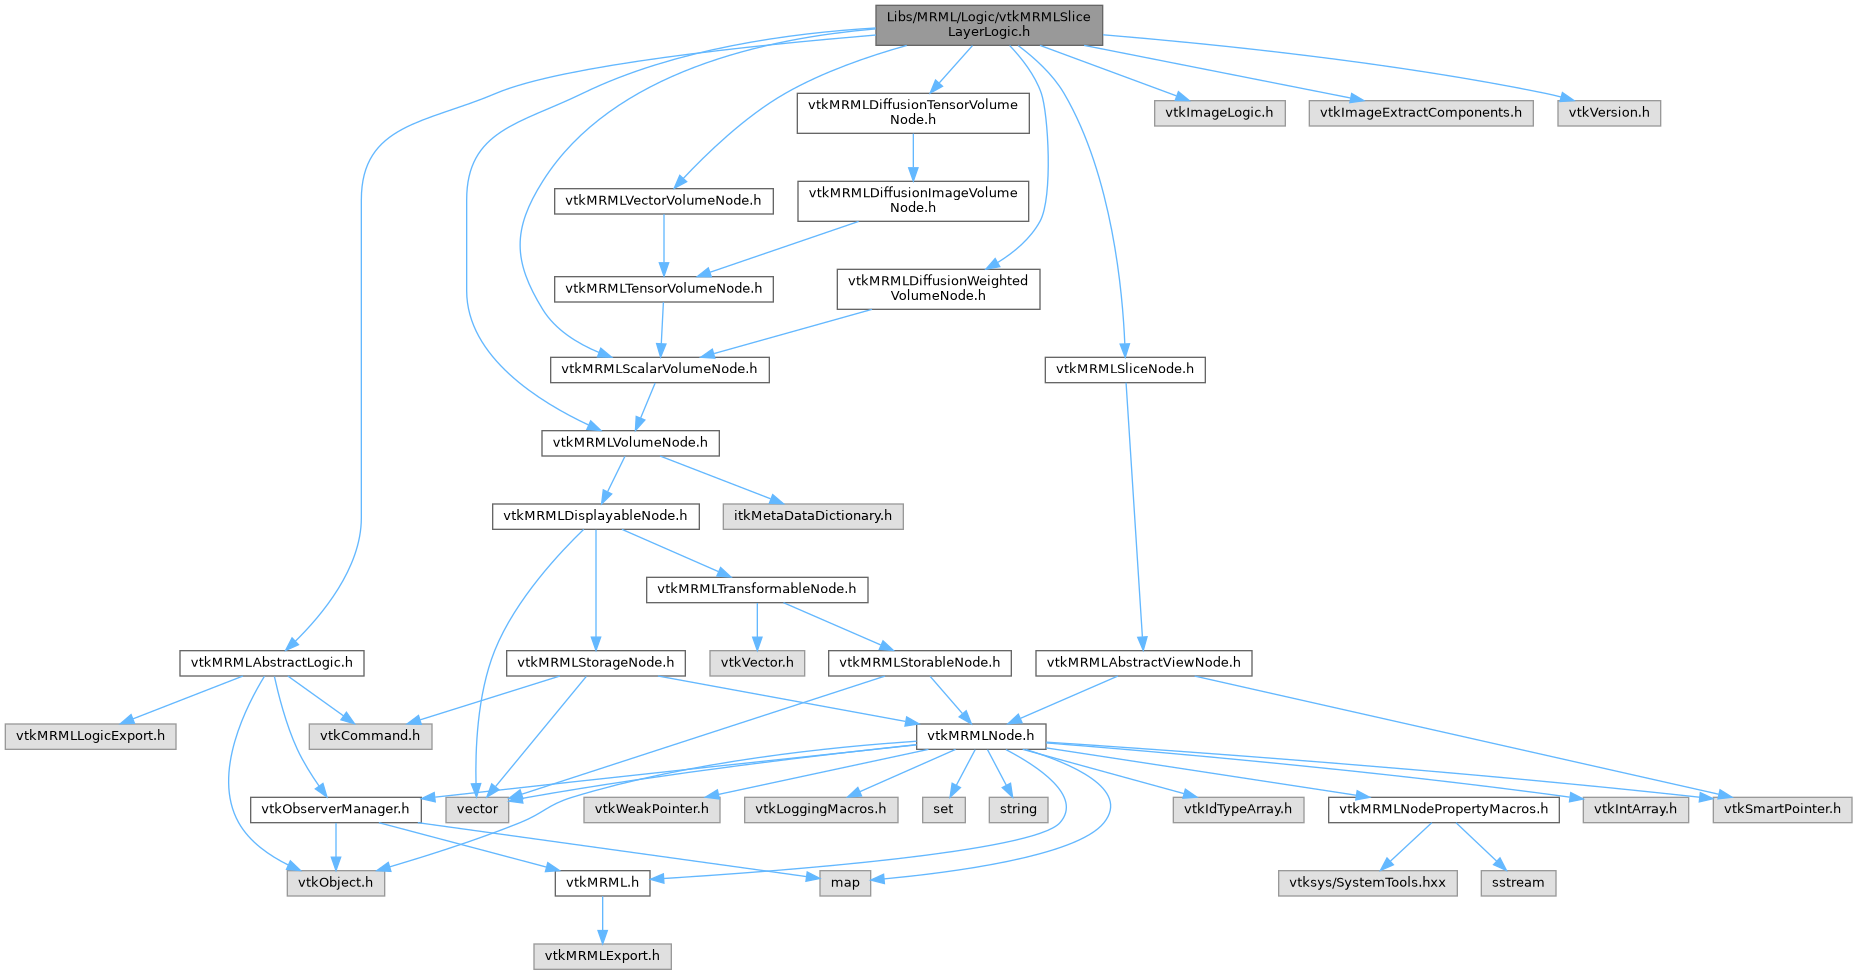 Libs/MRML/Logic/vtkMRMLSlice
LayerLogic.h
vtkMRMLDiffusionTensorVolume
Node.h
vtkImageLogic.h
vtkImageExtractComponents.h
vtkVersion.h
vtkMRMLVectorVolumeNode.h
vtkMRMLDiffusionImageVolume
Node.h
vtkMRMLTensorVolumeNode.h
vtkMRMLDiffusionWeighted
VolumeNode.h
vtkMRMLScalarVolumeNode.h
vtkMRMLSliceNode.h
vtkMRMLVolumeNode.h
vtkMRMLDisplayableNode.h
itkMetaDataDictionary.h
vtkMRMLTransformableNode.h
vtkMRMLAbstractLogic.h
vtkMRMLStorageNode.h
vtkVector.h
vtkMRMLStorableNode.h
vtkMRMLAbstractViewNode.h
vtkMRMLLogicExport.h
vtkCommand.h
vtkMRMLNode.h
vtkObserverManager.h
vector
vtkWeakPointer.h
vtkLoggingMacros.h
set
string
vtkIdTypeArray.h
vtkMRMLNodePropertyMacros.h
vtkIntArray.h
vtkSmartPointer.h
vtkObject.h
vtkMRML.h
map
vtksys/SystemTools.hxx
sstream
vtkMRMLExport.h